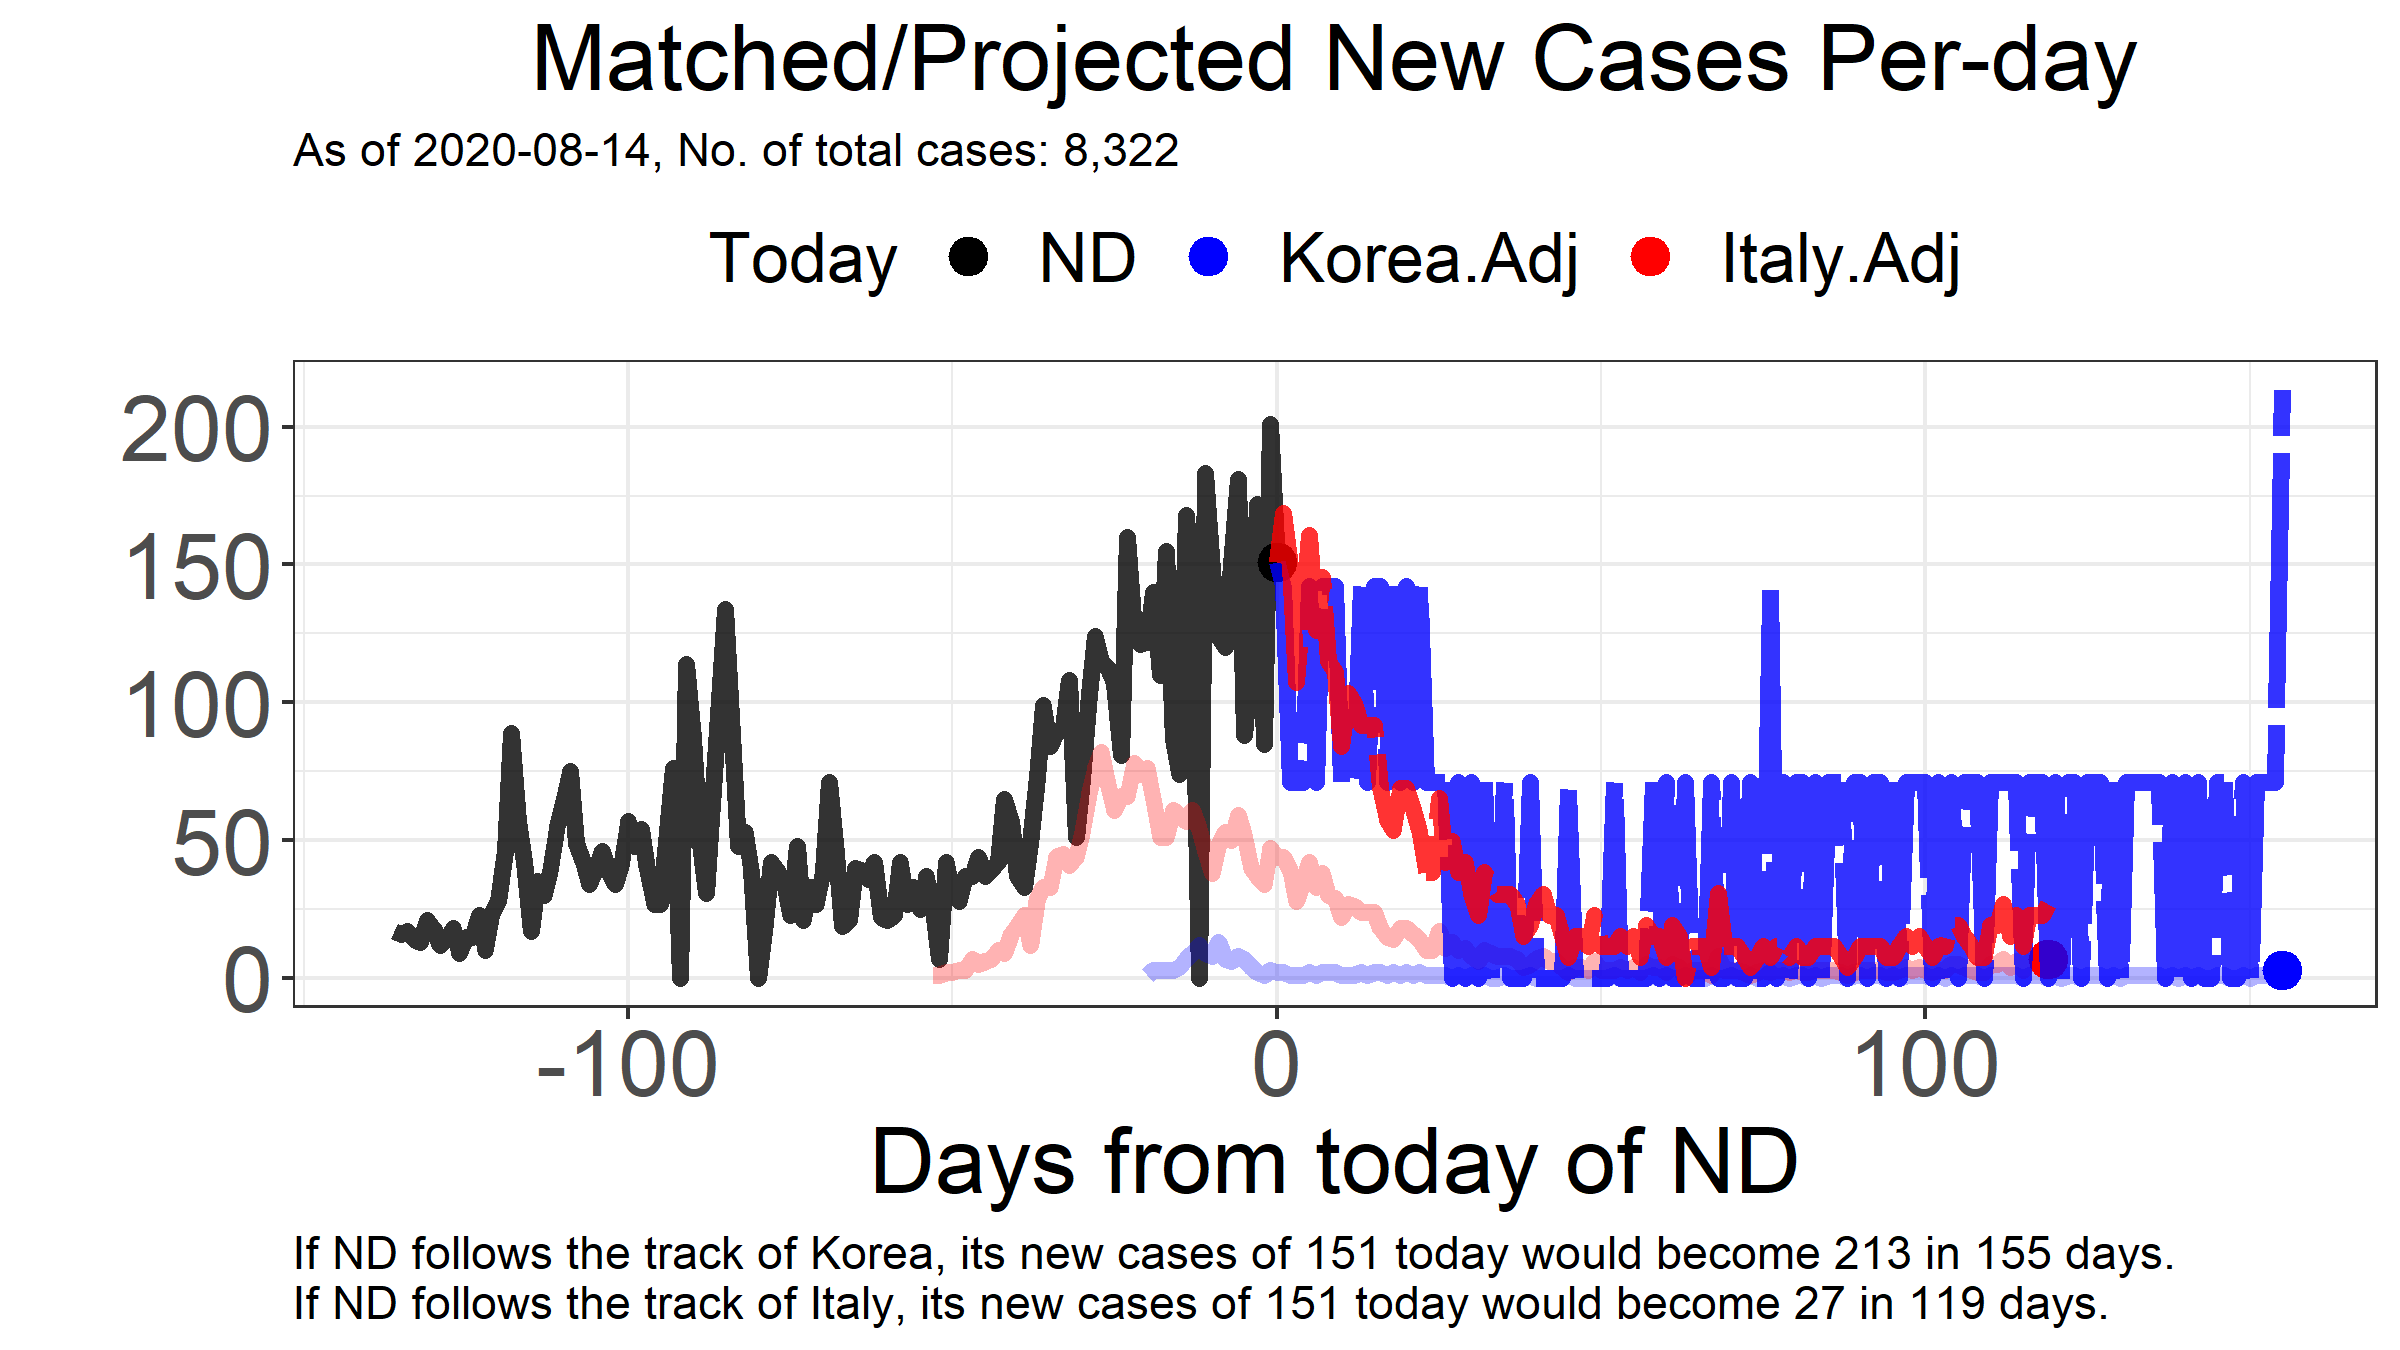 Matched/Projected New Cases Per-day
As of 2020-08-14, No. of total cases: 8,322
Today ND Korea.Adj Italy.Adj
200
150
100
50
0
-100 0 100
Days from today of ND
If ND follows the track of Korea, its new cases of 151 today would become 213 in 155 days.
If ND follows the track of Italy, its new cases of 151 today would become 27 in 119 days.